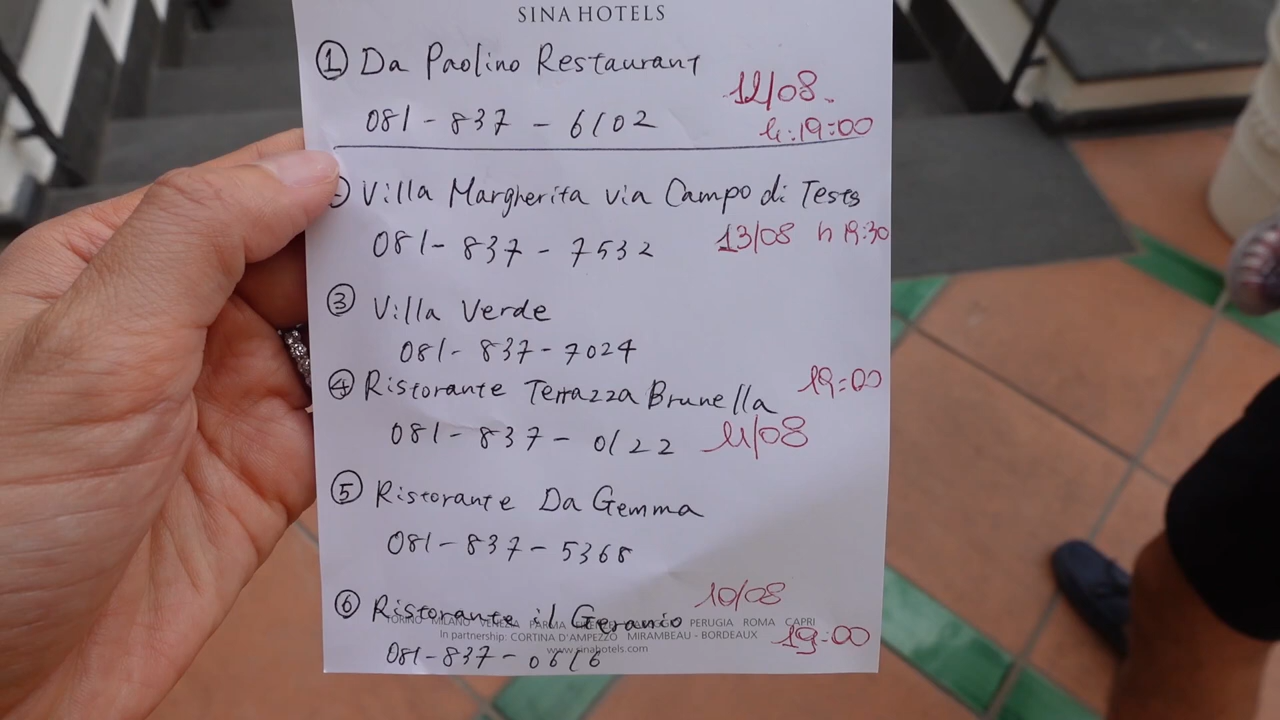 SINA HOTELS
① Da Paolino Restaurant
12/08.
081-837-6102
h:19:00
Villa Margherita via Campo di Teste
081-837-7532
13/08 h 19:30
③ Villa Verde
081-837-7024
④ Ristorante Terrazza Brunella
19:00
081-837-0122
11/08
⑤ Ristorante Da Gemma
081-837-5368
⑥ Ristorante il Geranio
10/08
TORINO MILANO VENEZIA PARMA PERUGIA ROMA CAPRI
In partnership: CORTINA D'AMPEZZO MIRAMBEAU - BORDEAUX
19:00
www.sinahotels.com
081-837-0616